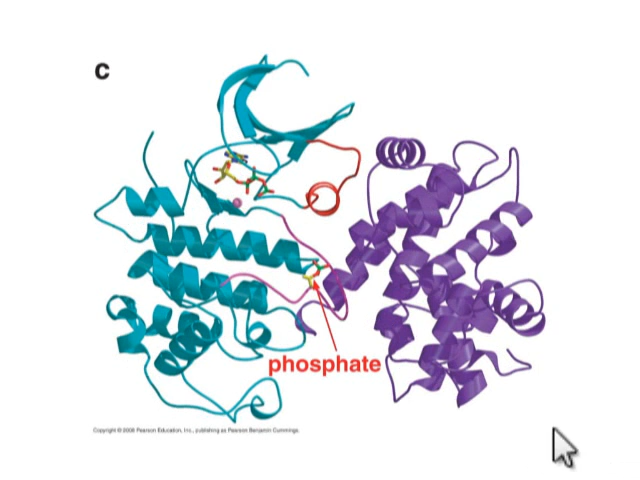 c
phosphate
Copyright © 2008 Pearson Education, Inc., publishing as Pearson Benjamin Cummings.